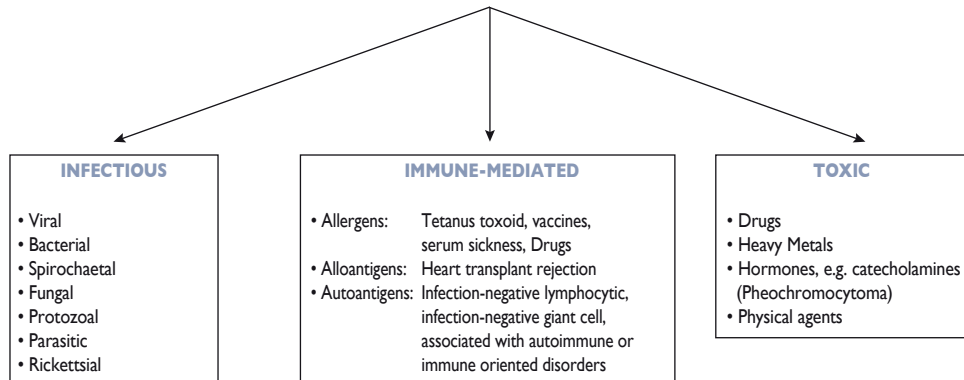 INFECTIOUS
• Viral
• Bacterial
• Spirochaetal
• Fungal
• Protozoal
• Parasitic
• Rickettsial
IMMUNE-MEDIATED
• Allergens: Tetanus toxoid, vaccines,
serum sickness, Drugs
• Alloantigens: Heart transplant rejection
• Autoantigens: Infection-negative lymphocytic,
infection-negative giant cell,
associated with autoimmune or
immune oriented disorders
TOXIC
• Drugs
• Heavy Metals
• Hormones, e.g. catecholamines
(Pheochromocytoma)
• Physical agents